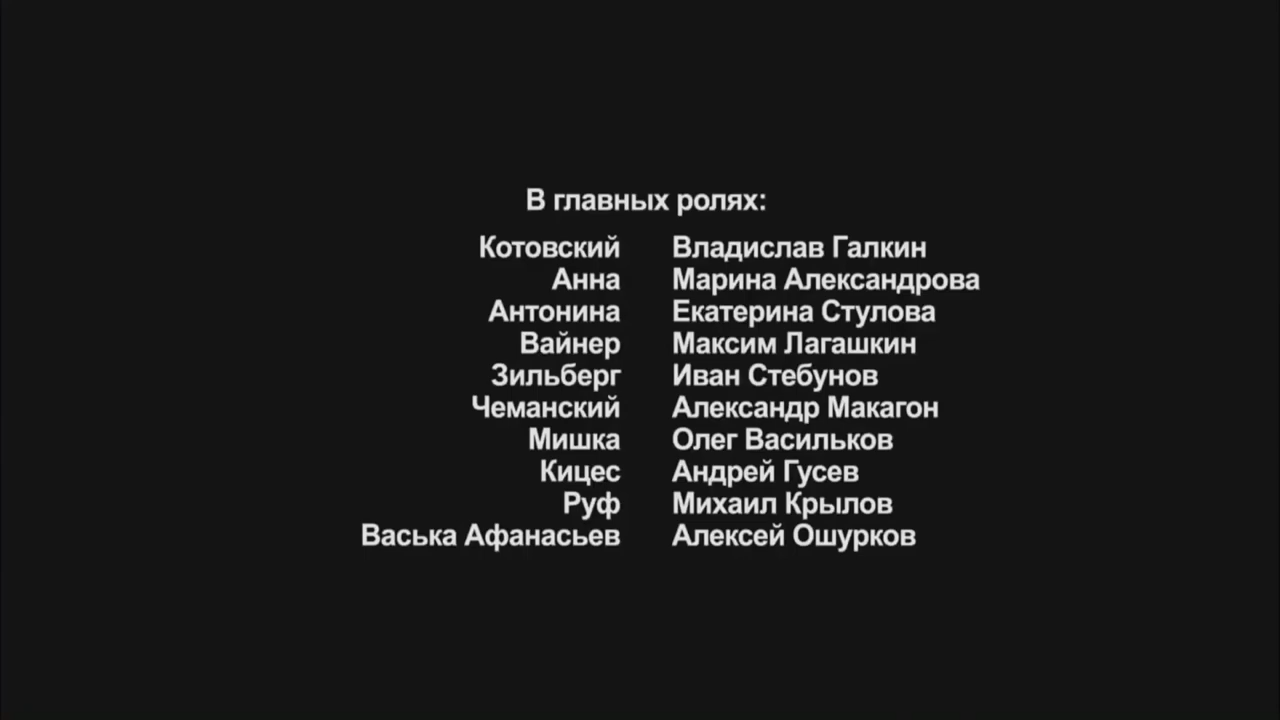 В главных ролях:
Котовский Владислав Галкин
Анна Марина Александрова
Антонина Екатерина Стулова
Вайнер Максим Лагашкин
Зильберг Иван Стебунов
Чеманский Александр Макагон
Мишка Олег Васильков
Кицес Андрей Гусев
Руф Михаил Крылов
Васька Афанасьев Алексей Ошурков